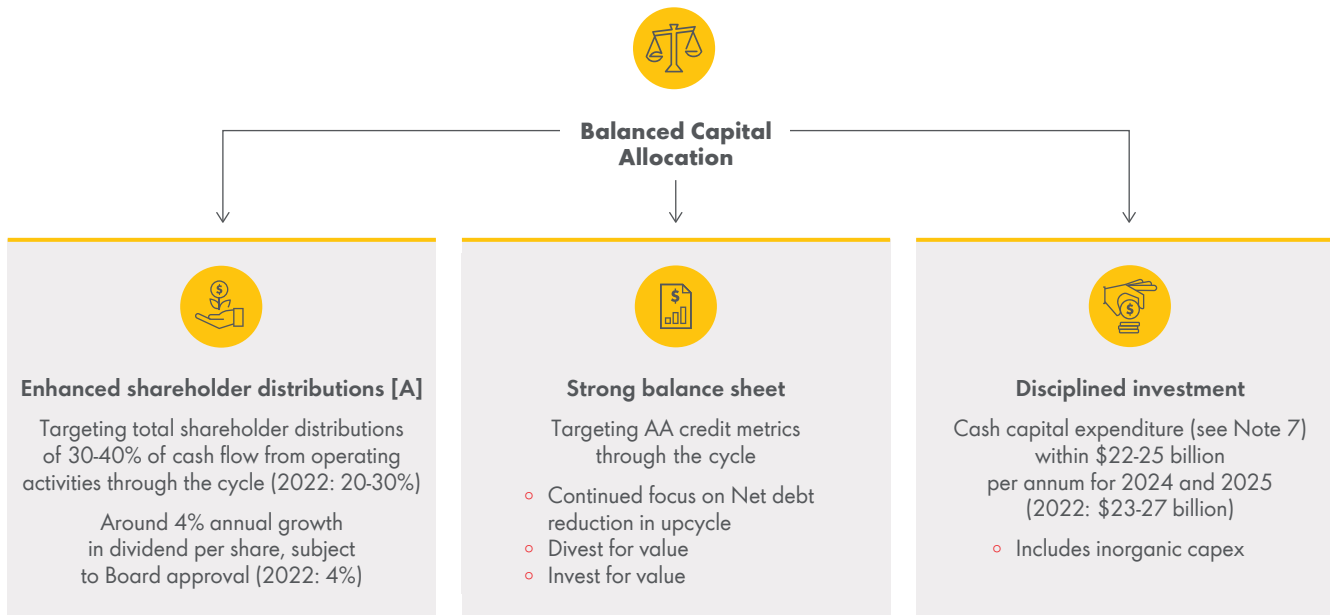 Balanced Capital
Allocation
Enhanced shareholder distributions [A]
Targeting total shareholder distributions
of 30-40% of cash flow from operating
activities through the cycle (2022: 20-30%)
Around 4% annual growth
in dividend per share, subject
to Board approval (2022: 4%)
Strong balance sheet
Targeting AA credit metrics
through the cycle
Continued focus on Net debt
reduction in upcycle
Divest for value
Invest for value
Disciplined investment
Cash capital expenditure (see Note 7)
within $22-25 billion
per annum for 2024 and 2025
(2022: $23-27 billion)
Includes inorganic capex